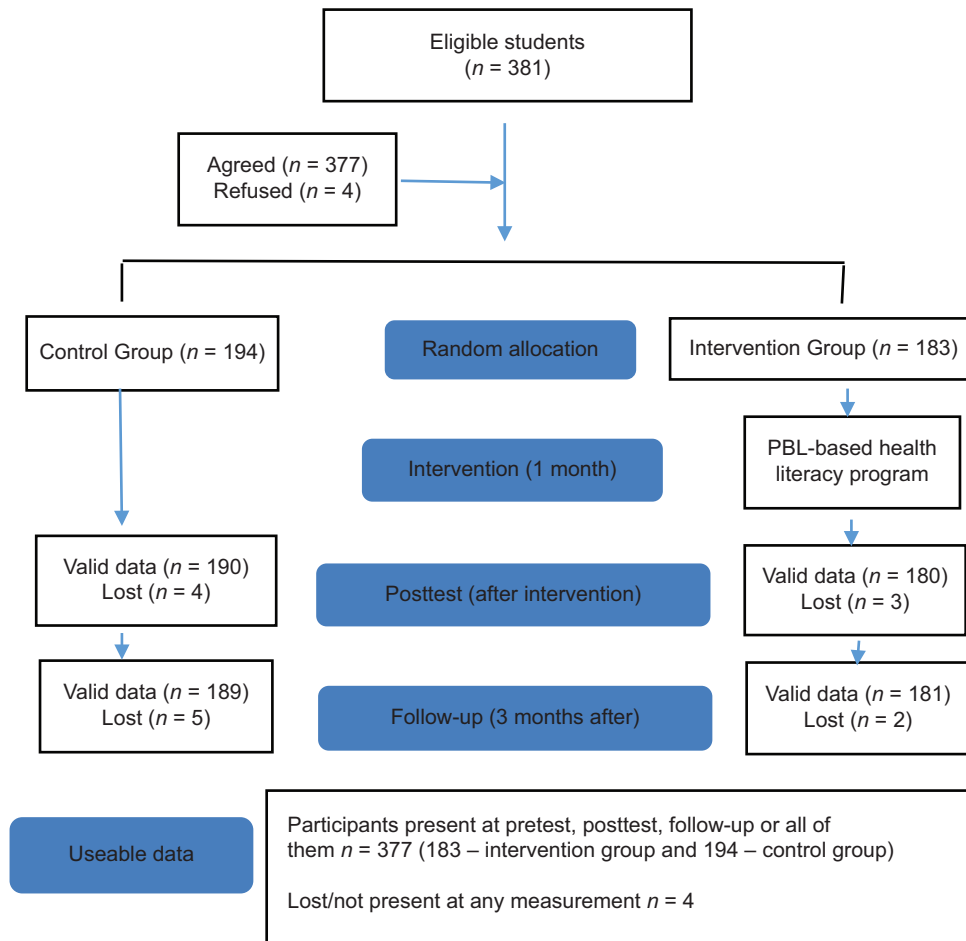 Eligible students
(n = 381)
Agreed (n = 377)
Refused (n = 4)
Control Group (n = 194)
Random allocation
Intervention Group (n = 183)
Intervention (1 month)
PBL-based health
literacy program
Valid data (n = 190)
Lost (n = 4)
Posttest (after intervention)
Valid data (n = 180)
Lost (n = 3)
Valid data (n = 189)
Lost (n = 5)
Follow-up (3 months after)
Valid data (n = 181)
Lost (n = 2)
Useable data
Participants present at pretest, posttest, follow-up or all of
them n = 377 (183 – intervention group and 194 – control group)
Lost/not present at any measurement n = 4